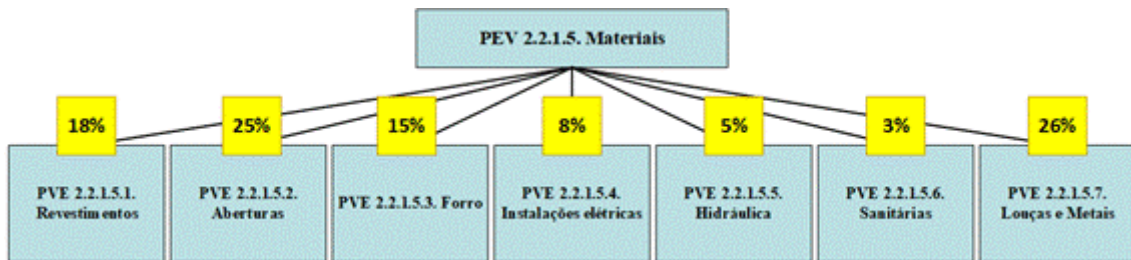 PEV 2.2.1.5. Materiais
18%
25%
15%
8%
5%
3%
26%
PVE 2.2.1.5.1.
Revestimentos
PVE 2.2.1.5.2.
Aberturas
PVE 2.2.1.5.3. Forro
PVE 2.2.1.5.4.
Instalações elétricas
PVE 2.2.1.5.5.
Hidráulica
PVE 2.2.1.5.6.
Sanitárias
PVE 2.2.1.5.7.
Louças e Metais